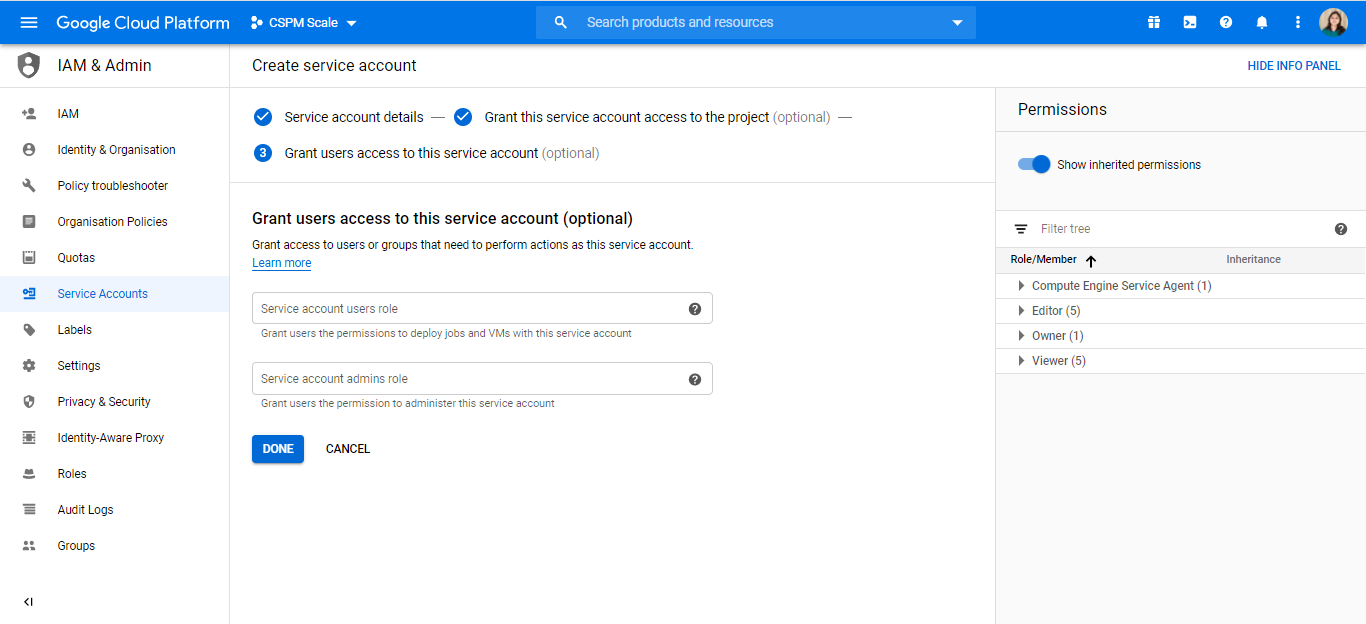 Google Cloud Platform
CSPM Scale
Search products and resources
IAM & Admin
Create service account
HIDE INFO PANEL
IAM
Identity & Organisation
Policy troubleshooter
Organisation Policies
Quotas
Service Accounts
Labels
Settings
Privacy & Security
Identity-Aware Proxy
Roles
Audit Logs
Groups
Service account details — Grant this service account access to the project (optional) —
3 Grant users access to this service account (optional)
Grant users access to this service account (optional)
Grant access to users or groups that need to perform actions as this service account.
Learn more
Service account users role
Grant users the permissions to deploy jobs and VMs with this service account
Service account admins role
Grant users the permission to administer this service account
DONE CANCEL
Permissions
Show inherited permissions
Filter tree
Role/Member Inheritance
Compute Engine Service Agent (1)
Editor (5)
Owner (1)
Viewer (5)